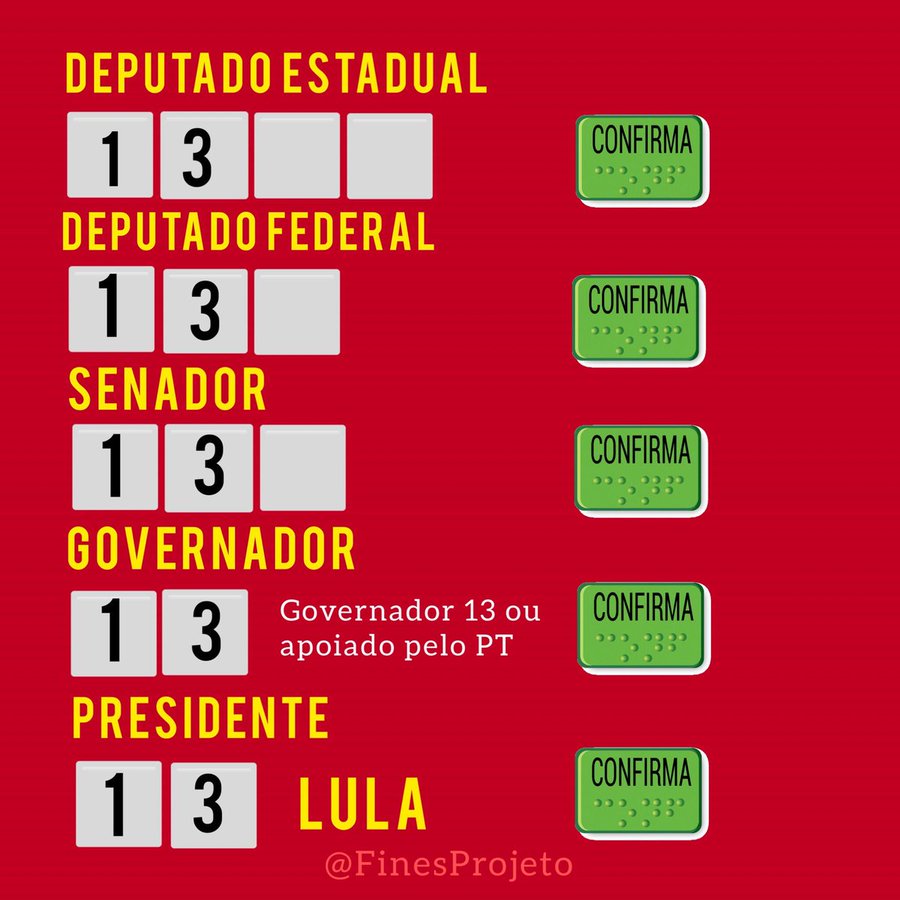 DEPUTADO ESTADUAL
1 3 CONFIRMA
DEPUTADO FEDERAL
1 3 CONFIRMA
SENADOR
1 3 CONFIRMA
GOVERNADOR
1 3 Governador 13 ou CONFIRMA
apoiado pelo PT
PRESIDENTE
1 3 LULA CONFIRMA
@FinesProjeto